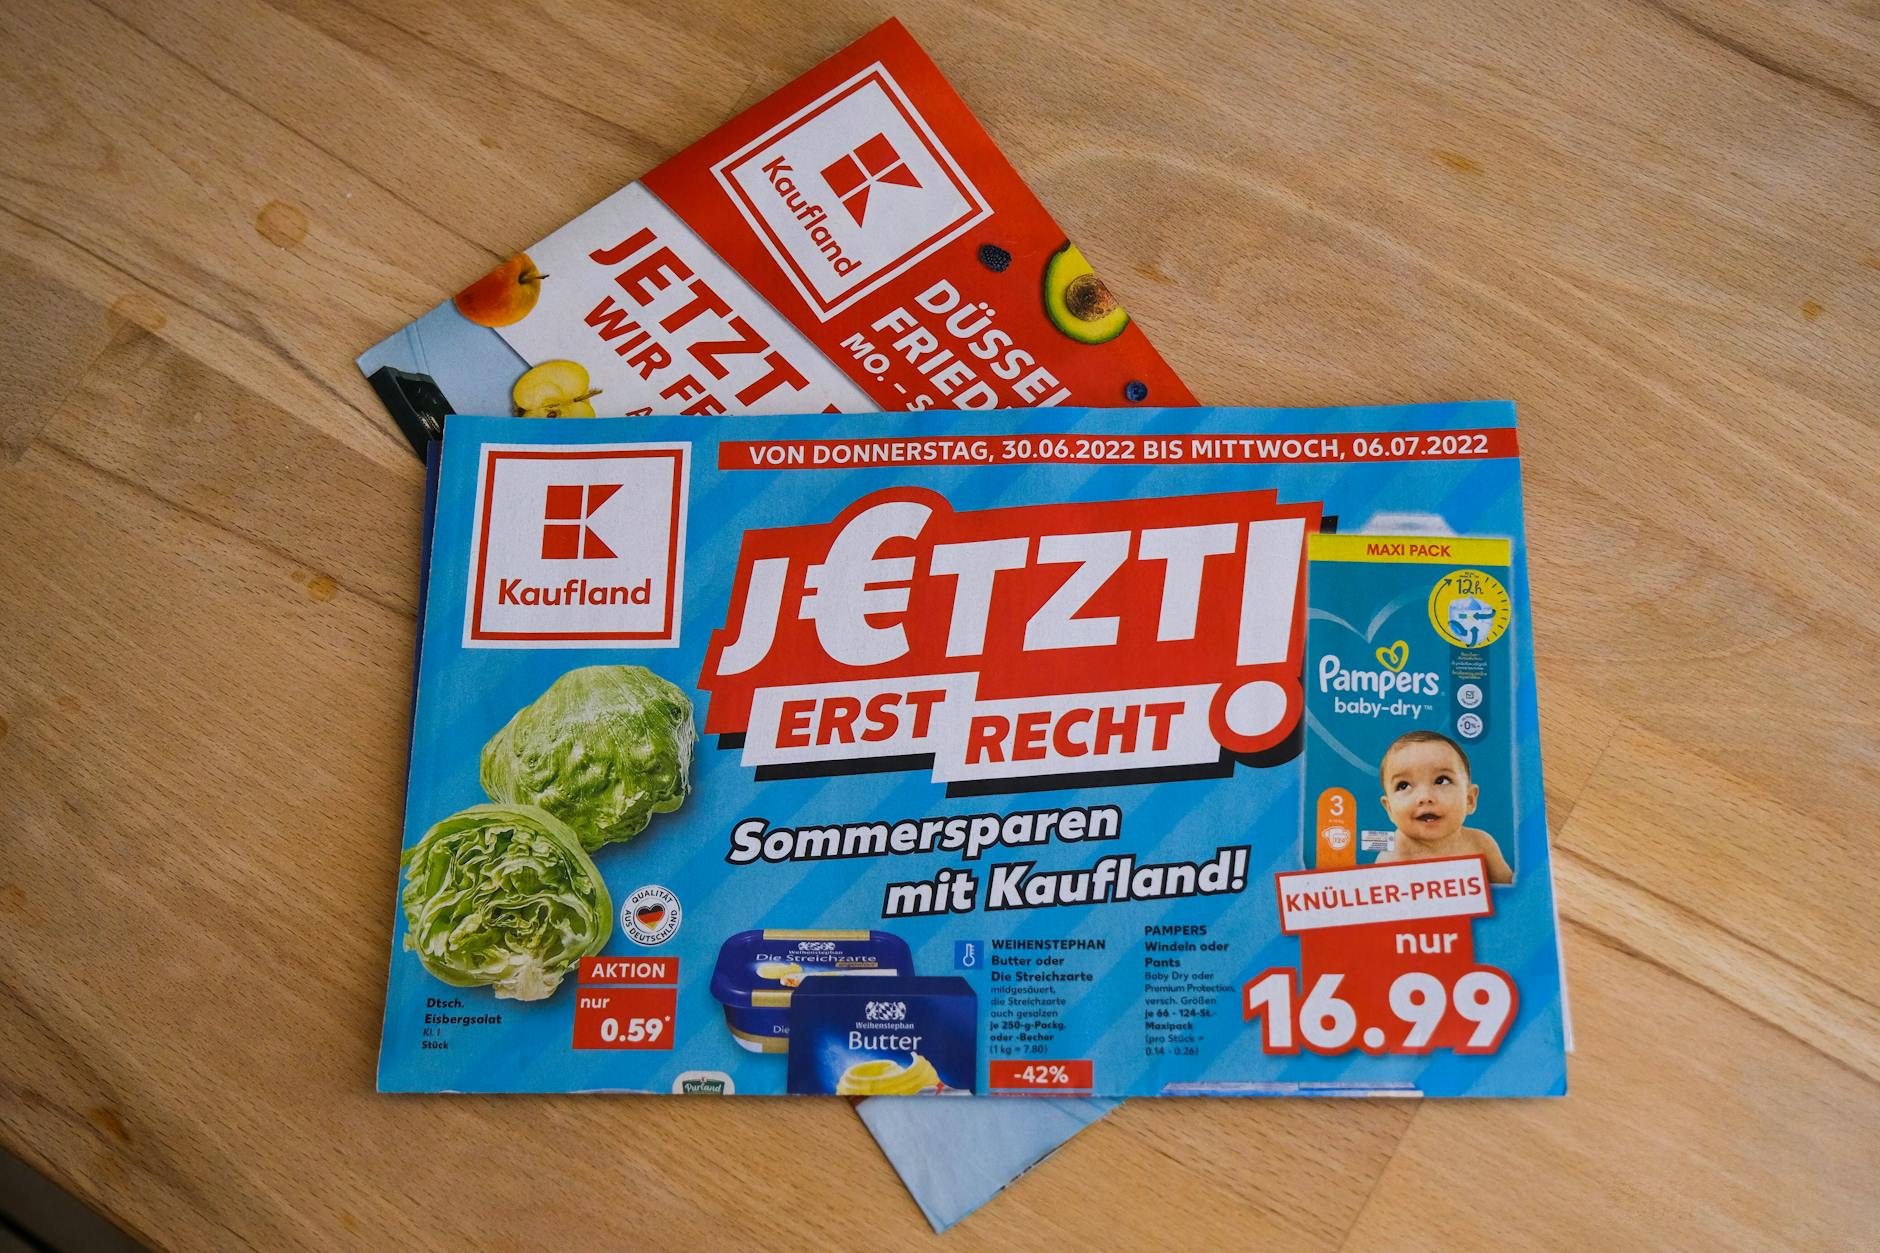 Kaufland
JETZT
WIR FE
DÜSSEL
FRIED
MO. – S
Kaufland
VON DONNERSTAG, 30.06.2022 BIS MITTWOCH, 06.07.2022
J€TZT!
ERST RECHT
Sommersparen
mit Kaufland!
MAXI PACK
12h
Pampers
baby-dry™
3
KNÜLLER-PREIS
nur
16.99
QUALITÄT
AUS DEUTSCHLAND
AKTION
nur
0.59*
Dtsch.
Eisbergsalat
Kl. I
Stück
Weihenstephan
Die Streichzarte
Die
Weihenstephan
Butter
WEIHENSTEPHAN
Butter oder
Die Streichzarte
mildgesäuert,
die Streichzarte
auch gesalzen
je 250-g-Packg.
oder -Becher
(1 kg = 7.80)
-42%
PAMPERS
Windeln oder
Pants
Baby Dry oder
Premium Protection,
versch. Größen
je 66 - 124-St.-
Maxipack
(pro Stück =
0.14 - 0.26)
Purland